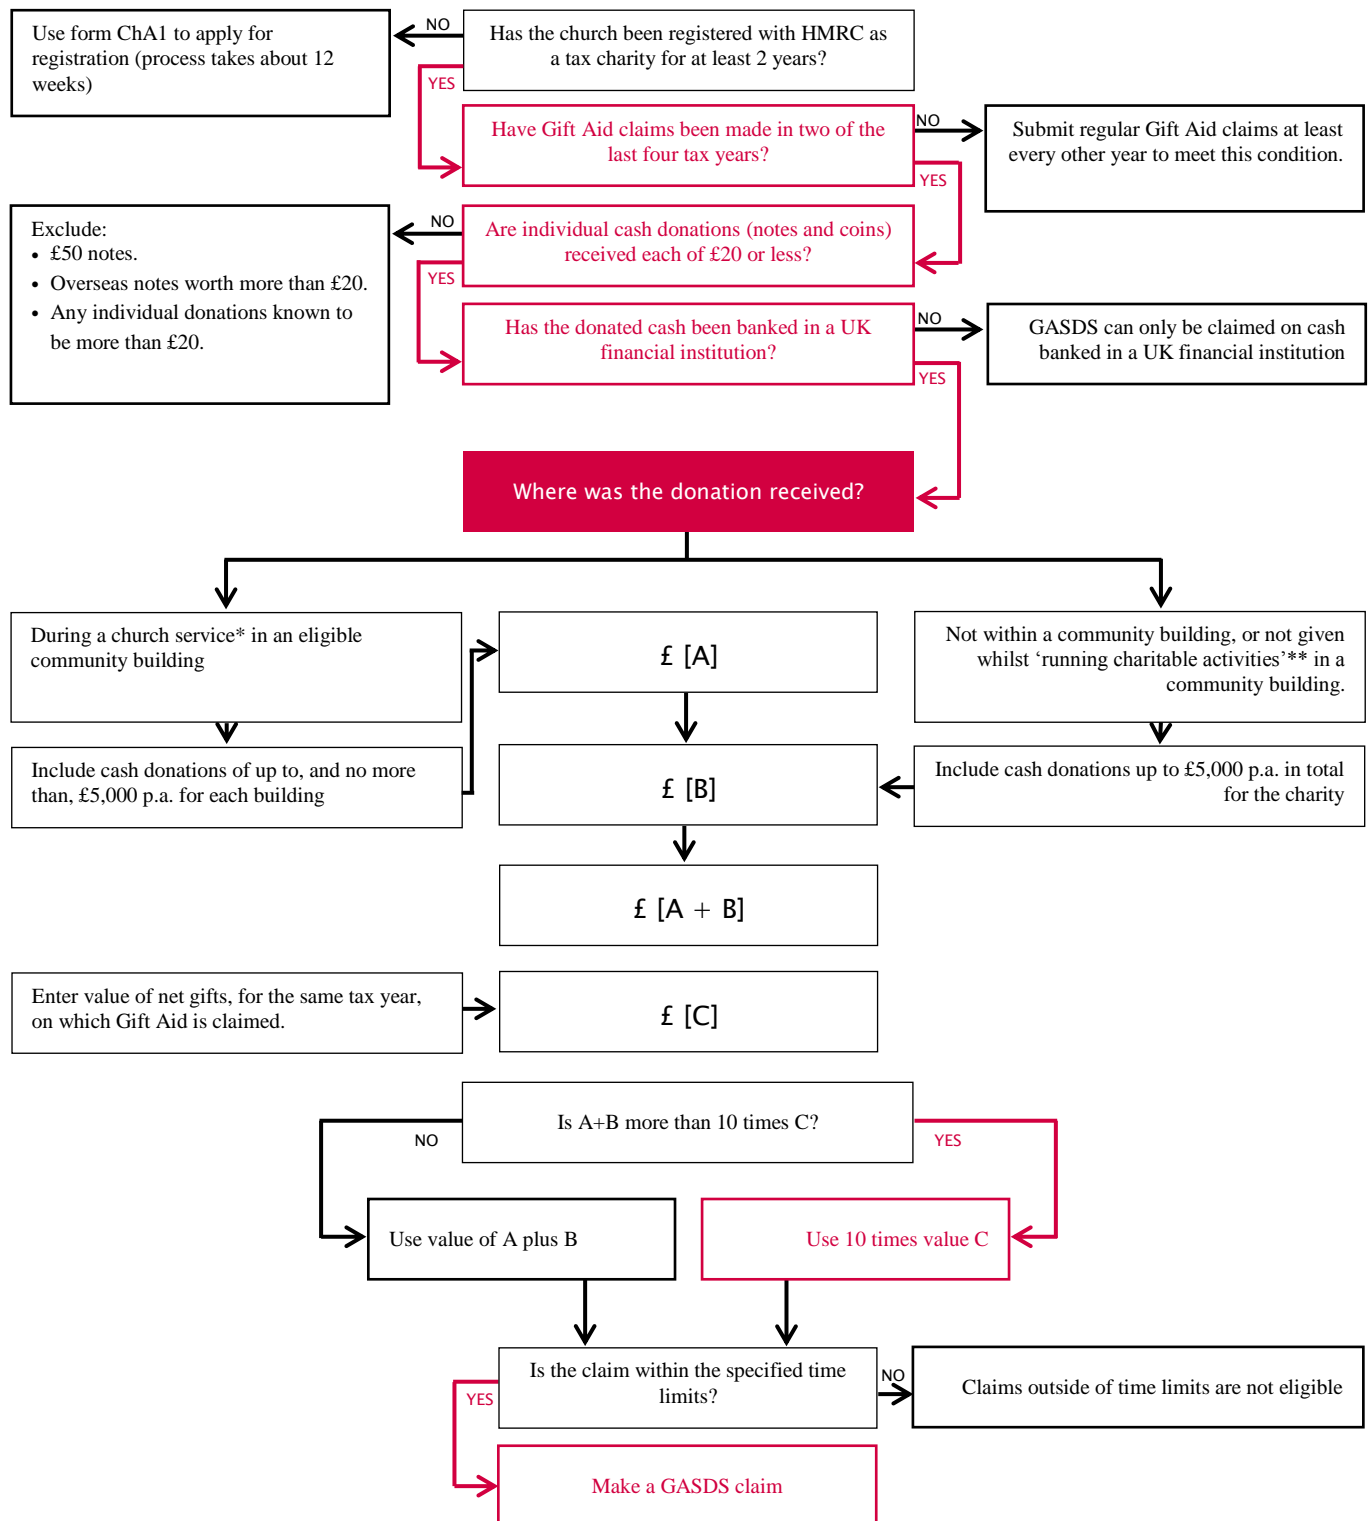 Use form ChA1 to apply for
registration (process takes about 12
weeks)
NO
Has the church been registered with HMRC as
a tax charity for at least 2 years?
YES
Have Gift Aid claims been made in two of the
last four tax years?
NO
Submit regular Gift Aid claims at least
every other year to meet this condition.
YES
Exclude:
• £50 notes.
• Overseas notes worth more than £20.
• Any individual donations known to
be more than £20.
NO
Are individual cash donations (notes and coins)
received each of £20 or less?
YES
Has the donated cash been banked in a UK
financial institution?
NO
GASDS can only be claimed on cash
banked in a UK financial institution
YES
Where was the donation received?
During a church service* in an eligible
community building
£ [A]
Not within a community building, or not given
whilst ‘running charitable activities’** in a
community building.
Include cash donations of up to, and no more
than, £5,000 p.a. for each building
£ [B]
Include cash donations up to £5,000 p.a. in total
for the charity
£ [A + B]
Enter value of net gifts, for the same tax year,
on which Gift Aid is claimed.
£ [C]
Is A+B more than 10 times C?
NO
YES
Use value of A plus B
Use 10 times value C
Is the claim within the specified time
limits?
NO
Claims outside of time limits are not eligible
YES
Make a GASDS claim